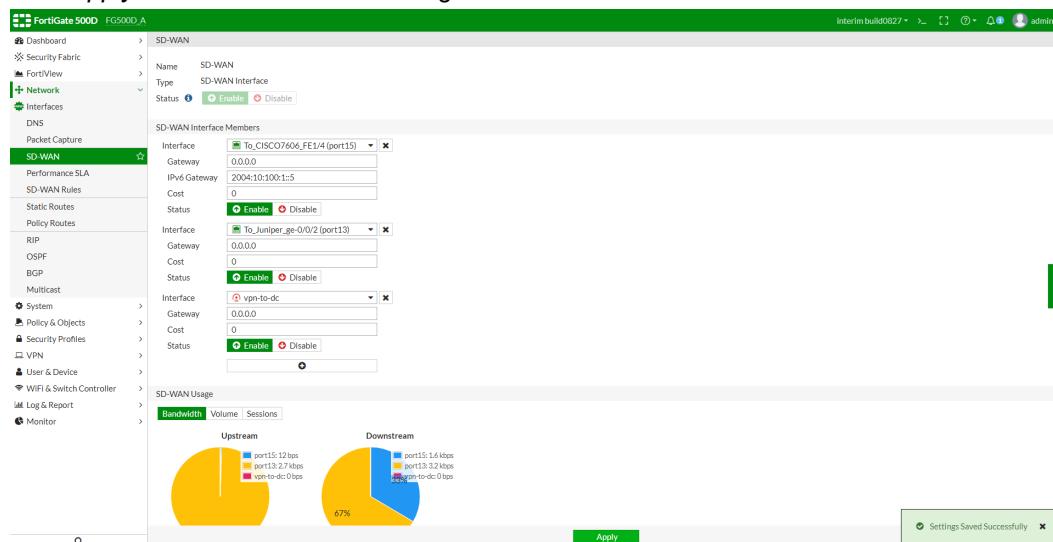 FortiGate 500D FG500D_A
interim build0827 >_ admin
Dashboard
Security Fabric
FortiView
Network
Interfaces
DNS
Packet Capture
SD-WAN
Performance SLA
SD-WAN Rules
Static Routes
Policy Routes
RIP
OSPF
BGP
Multicast
System
Policy & Objects
Security Profiles
VPN
User & Device
WiFi & Switch Controller
Log & Report
Monitor
SD-WAN
Name SD-WAN
Type SD-WAN Interface
Status Enable Disable
SD-WAN Interface Members
Interface To_CISCO7606_FE1/4 (port15)
Gateway 0.0.0.0
IPv6 Gateway 2004:10:100:1::5
Cost 0
Status Enable Disable
Interface To_Juniper_ge-0/0/2 (port13)
Gateway 0.0.0.0
Cost 0
Status Enable Disable
Interface vpn-to-dc
Gateway 0.0.0.0
Cost 0
Status Enable Disable
SD-WAN Usage
Bandwidth Volume Sessions
Upstream
port15: 12 bps
port13: 2.7 kbps
vpn-to-dc: 0 bps
Downstream
port15: 1.6 kbps
port13: 3.2 kbps
vpn-to-dc: 0 bps
33%
67%
Apply
Settings Saved Successfully